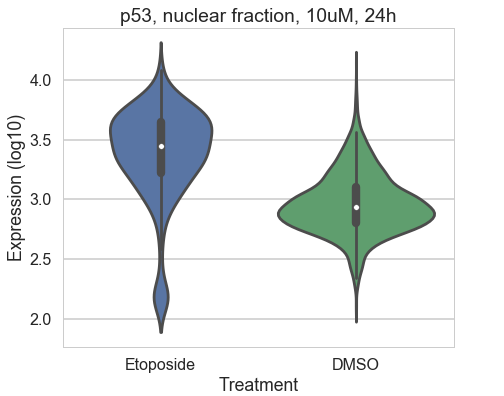 p53, nuclear fraction, 10uM, 24h
Expression (log10)
4.0
3.5
3.0
2.5
2.0
Etoposide DMSO
Treatment